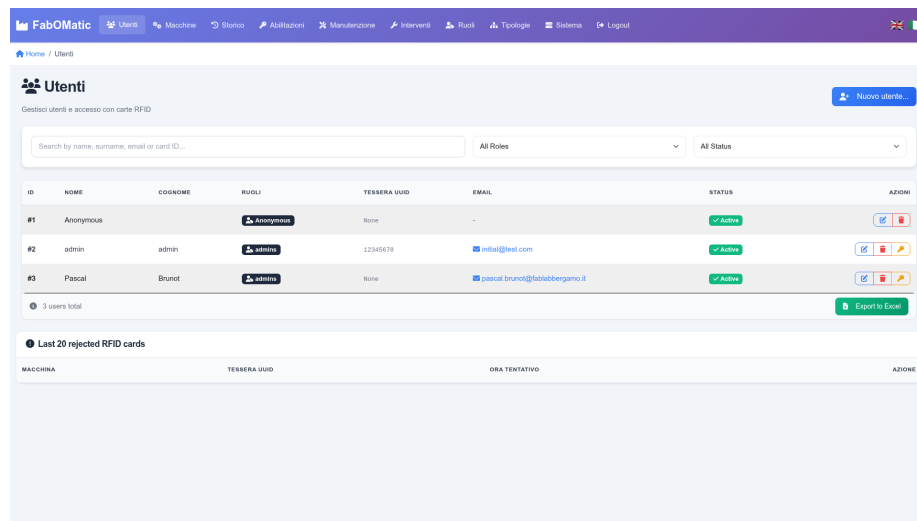 FabOMatic Utenti Macchine Storico Abilitazioni Manutenzione Interventi Ruoli Tipologie Sistema Logout
Home / Utenti
Utenti
Gestisci utenti e accesso con carte RFID
Nuovo utente...
Search by name, surname, email or card ID... All Roles All Status
ID NOME COGNOME RUOLI TESSERA UUID EMAIL STATUS AZIONI
#1 Anonymous Anonymous None - Active
#2 admin admin admins 12345678 initial@test.com Active
#3 Pascal Brunot admins None pascal.brunot@fablabbergamo.it Active
3 users total Export to Excel
Last 20 rejected RFID cards
MACCHINA TESSERA UUID ORA TENTATIVO AZIONE